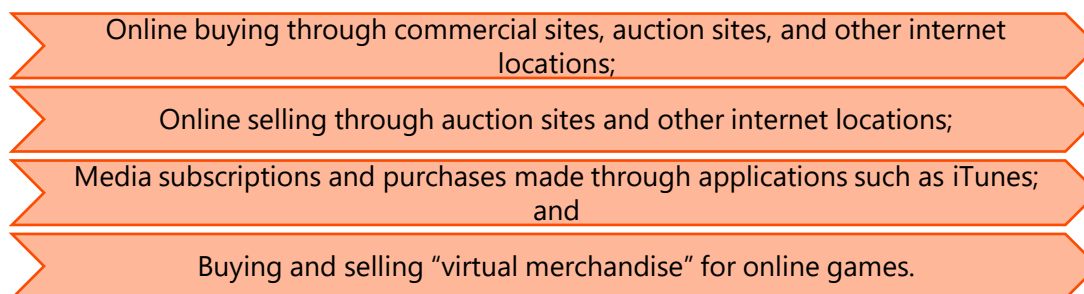 Online buying through commercial sites, auction sites, and other internet
locations;
Online selling through auction sites and other internet locations;
Media subscriptions and purchases made through applications such as iTunes;
and
Buying and selling “virtual merchandise” for online games.